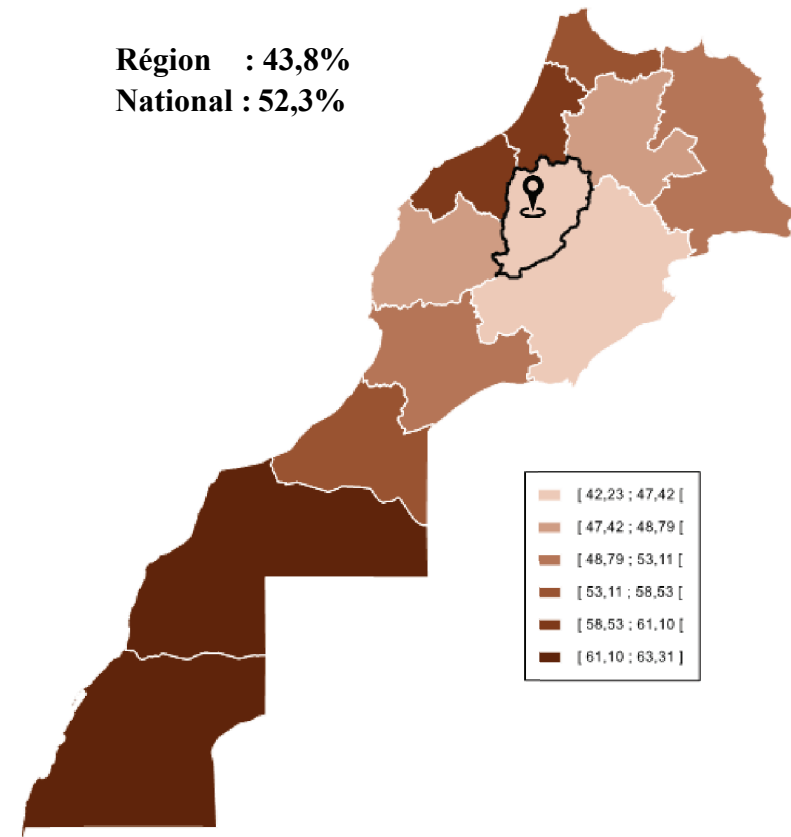 Région : 43,8%
National : 52,3%
[ 42,23 ; 47,42 [
[ 47,42 ; 48,79 [
[ 48,79 ; 53,11 [
[ 53,11 ; 58,53 [
[ 58,53 ; 61,10 [
[ 61,10 ; 63,31 ]